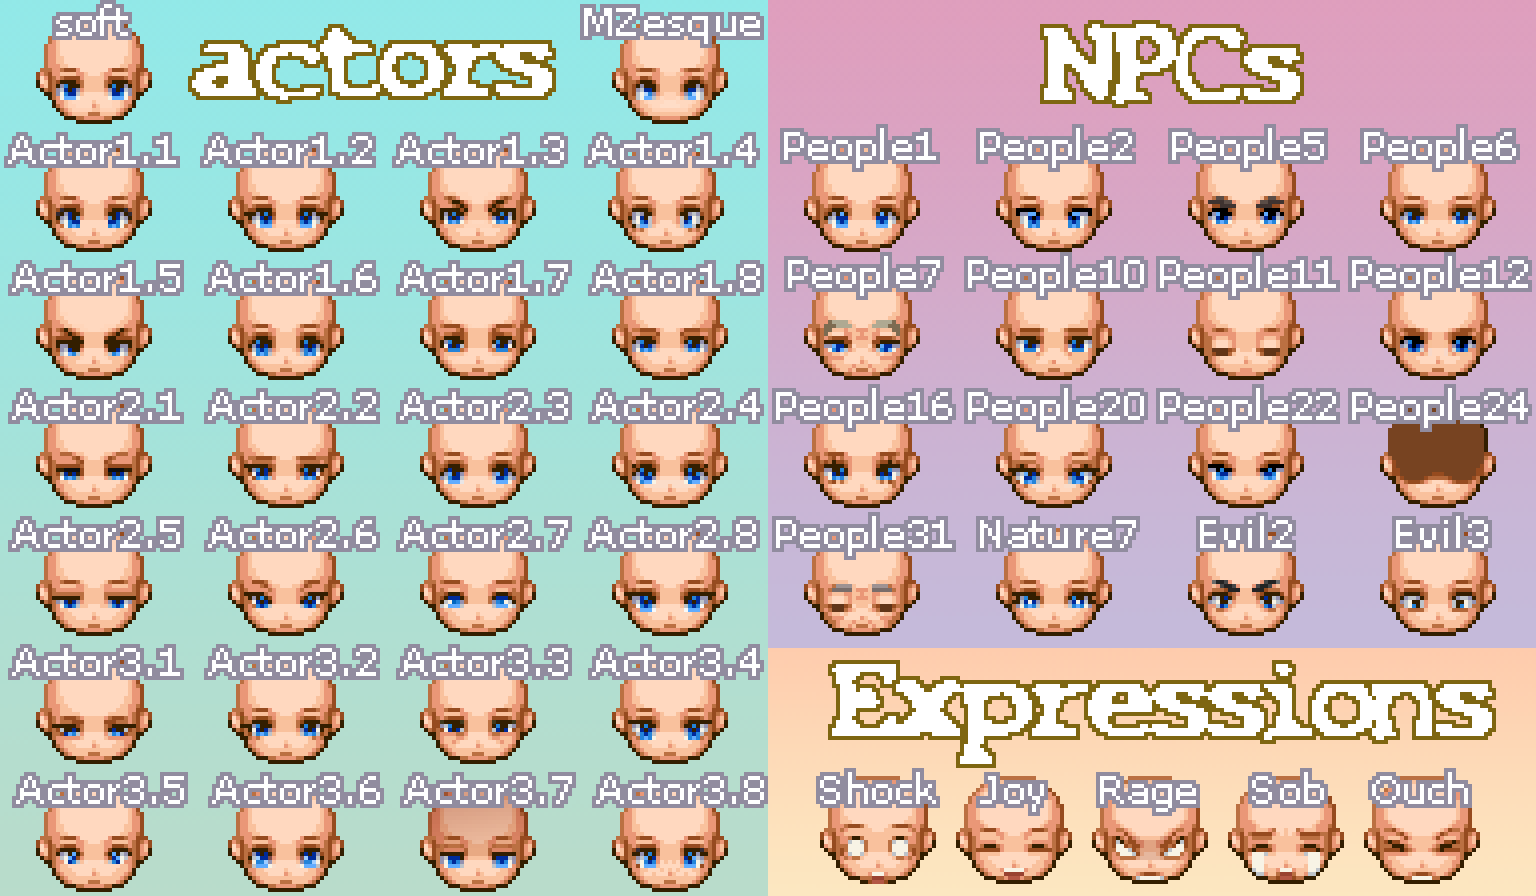 soft
actors
MZesque
Actor1.1 Actor1.2 Actor1.3 Actor1.4
Actor1.5 Actor1.6 Actor1.7 Actor1.8
Actor2.1 Actor2.2 Actor2.3 Actor2.4
Actor2.5 Actor2.6 Actor2.7 Actor2.8
Actor3.1 Actor3.2 Actor3.3 Actor3.4
Actor3.5 Actor3.6 Actor3.7 Actor3.8
NPCs
People1 People2 People5 People6
People7 People10 People11 People12
People16 People20 People22 People24
People31 Nature7 Evil2 Evil3
Expressions
Shock Joy Rage Sob Ouch